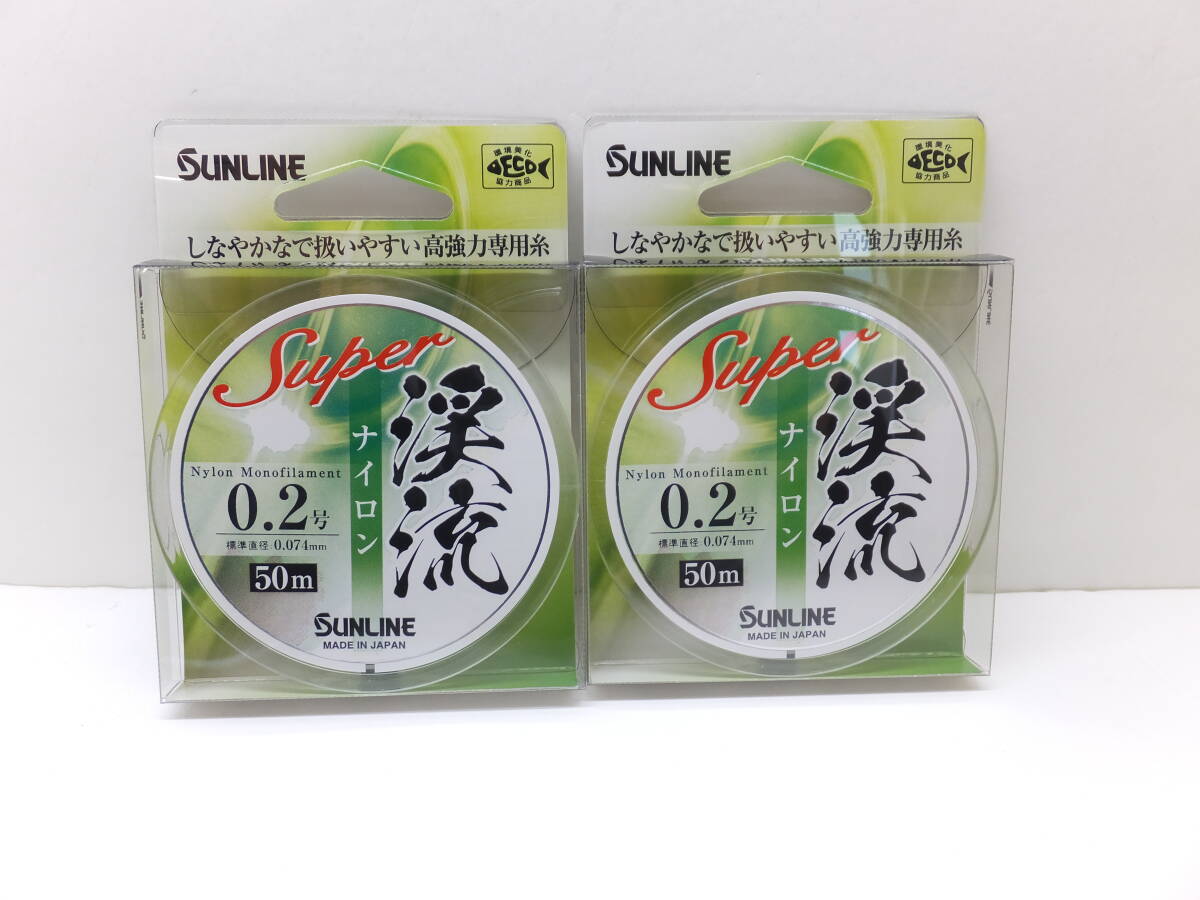 SUNLINE
環境美化
ECO
協力商品
しなやかなで扱いやすい高強力専用糸
Super
渓流
ナイロン
Nylon Monofilament
0.2号
標準直径:0.074mm
50m
SUNLINE
MADE IN JAPAN
SUNLINE
環境美化
ECO
協力商品
しなやかなで扱いやすい高強力専用糸
Super
渓流
ナイロン
Nylon Monofilament
0.2号
標準直径:0.074mm
50m
SUNLINE
MADE IN JAPAN